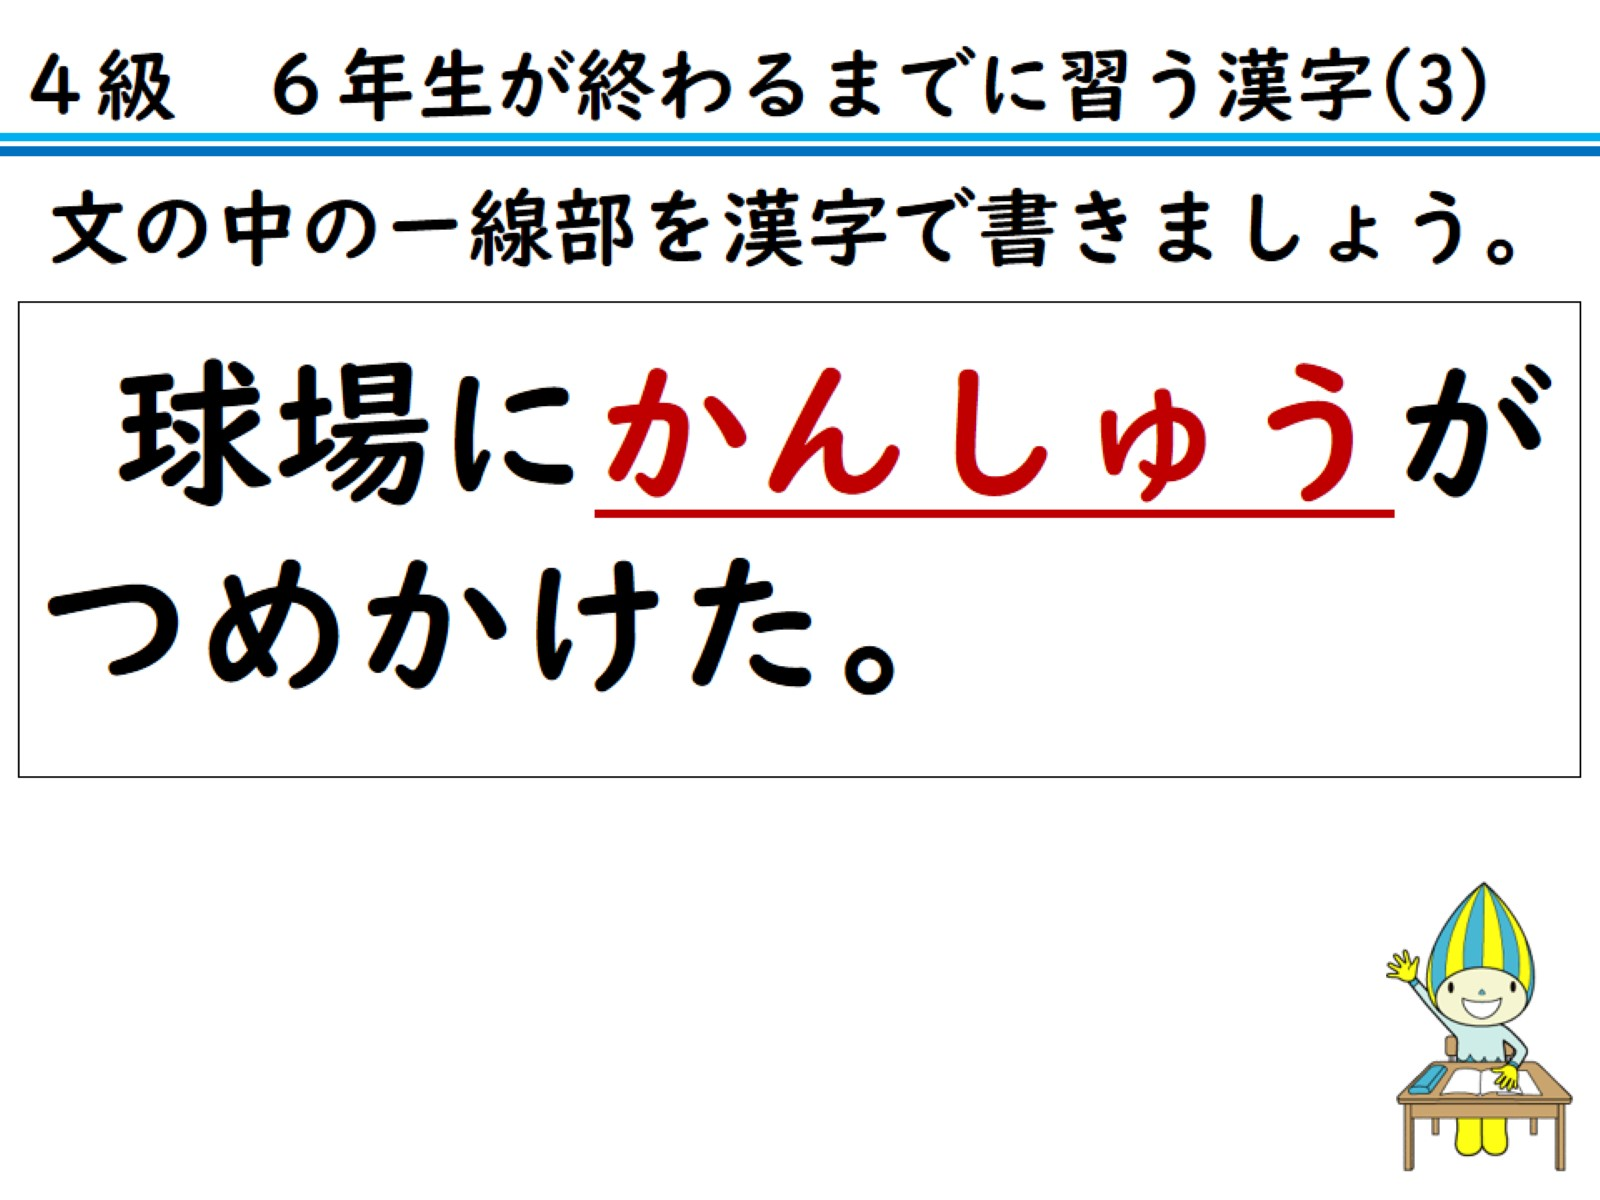 4級　6年生が終わるまでに習う漢字(3)
文の中の一線部を漢字で書きましょう。
球場にかんしゅうが
つめかけた。